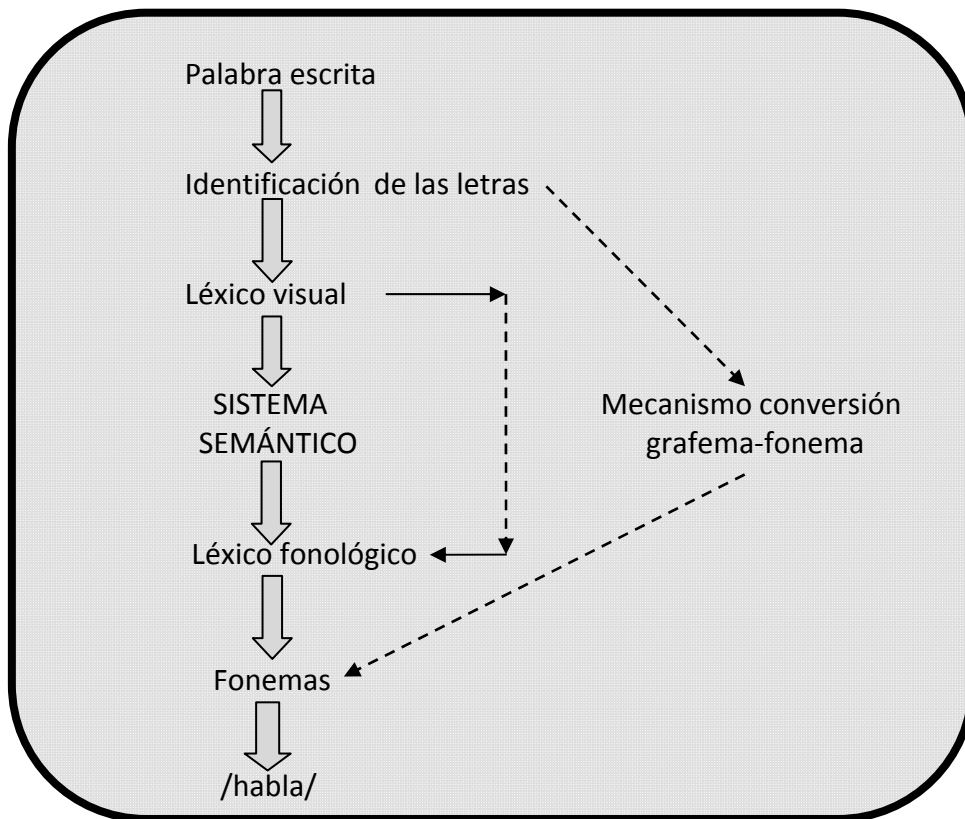 Palabra escrita
Identificación de las letras
Léxico visual
SISTEMA
SEMÁNTICO
Mecanismo conversión
grafema-fonema
Léxico fonológico
Fonemas
/habla/